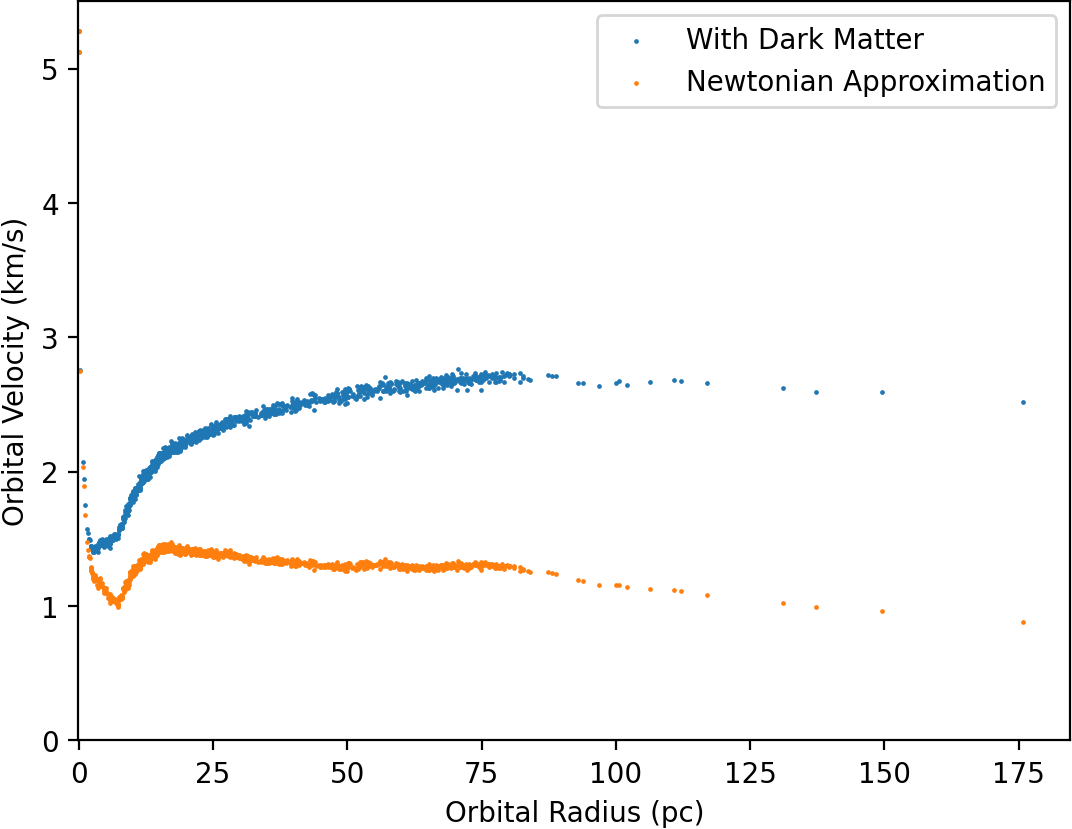 With Dark Matter
Newtonian Approximation
5
4
3
2
1
0
Orbital Velocity (km/s)
0 25 50 75 100 125 150 175
Orbital Radius (pc)